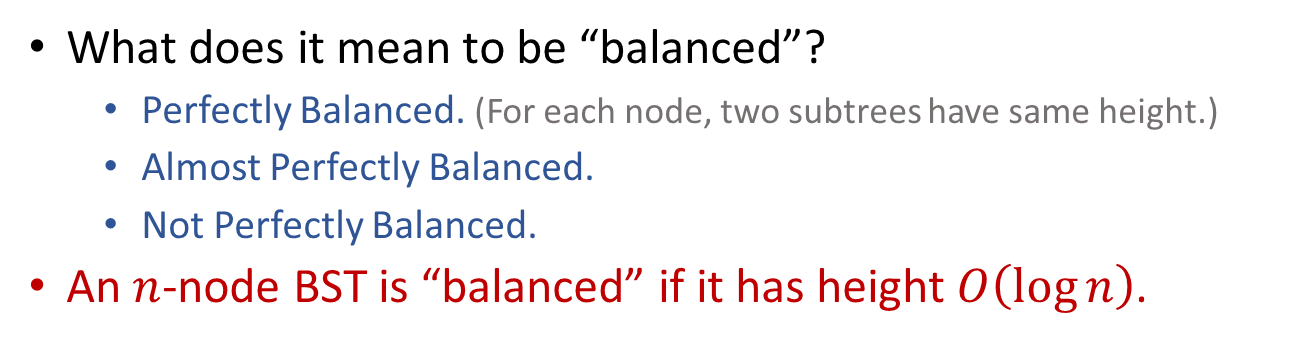 • What does it mean to be “balanced”?
• Perfectly Balanced. (For each node, two subtrees have same height.)
• Almost Perfectly Balanced.
• Not Perfectly Balanced.
• An n-node BST is “balanced” if it has height O(log n).